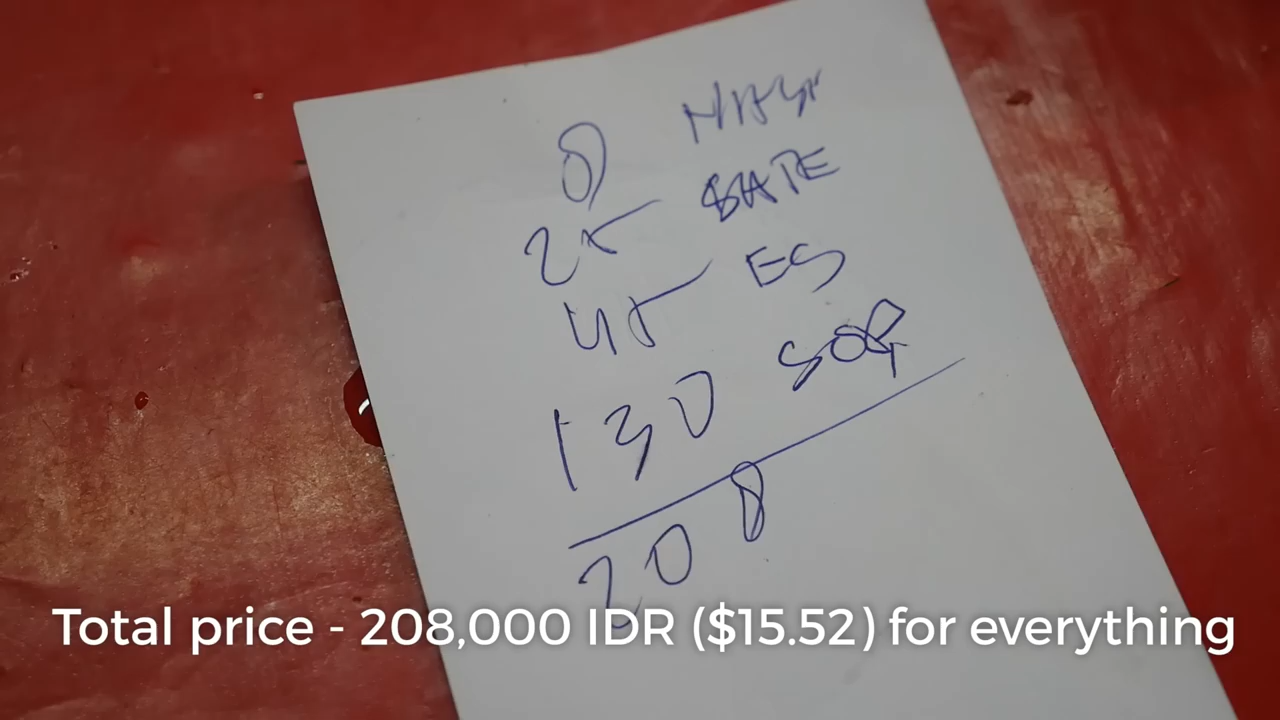 8 NASI
25 SATE
45 ES
130 SOP
208
Total price - 208,000 IDR ($15.52) for everything